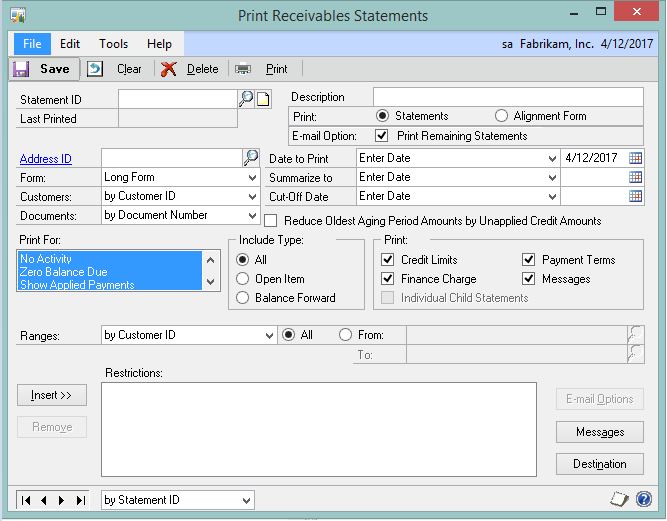 Print Receivables Statements
File Edit Tools Help sa Fabrikam, Inc. 4/12/2017
Save Clear Delete Print
Statement ID Description
Last Printed Print: Statements Alignment Form
E-mail Option: Print Remaining Statements
Address ID Date to Print Enter Date 4/12/2017
Form: Long Form Summarize to Enter Date
Customers: by Customer ID Cut-Off Date Enter Date
Documents: by Document Number Reduce Oldest Aging Period Amounts by Unapplied Credit Amounts
Print For: Include Type: Print:
No Activity All Credit Limits Payment Terms
Zero Balance Due Open Item Finance Charge Messages
Show Applied Payments Balance Forward Individual Child Statements
Ranges: by Customer ID All From:
To:
Restrictions:
Insert >> E-mail Options
Remove Messages
Destination
by Statement ID